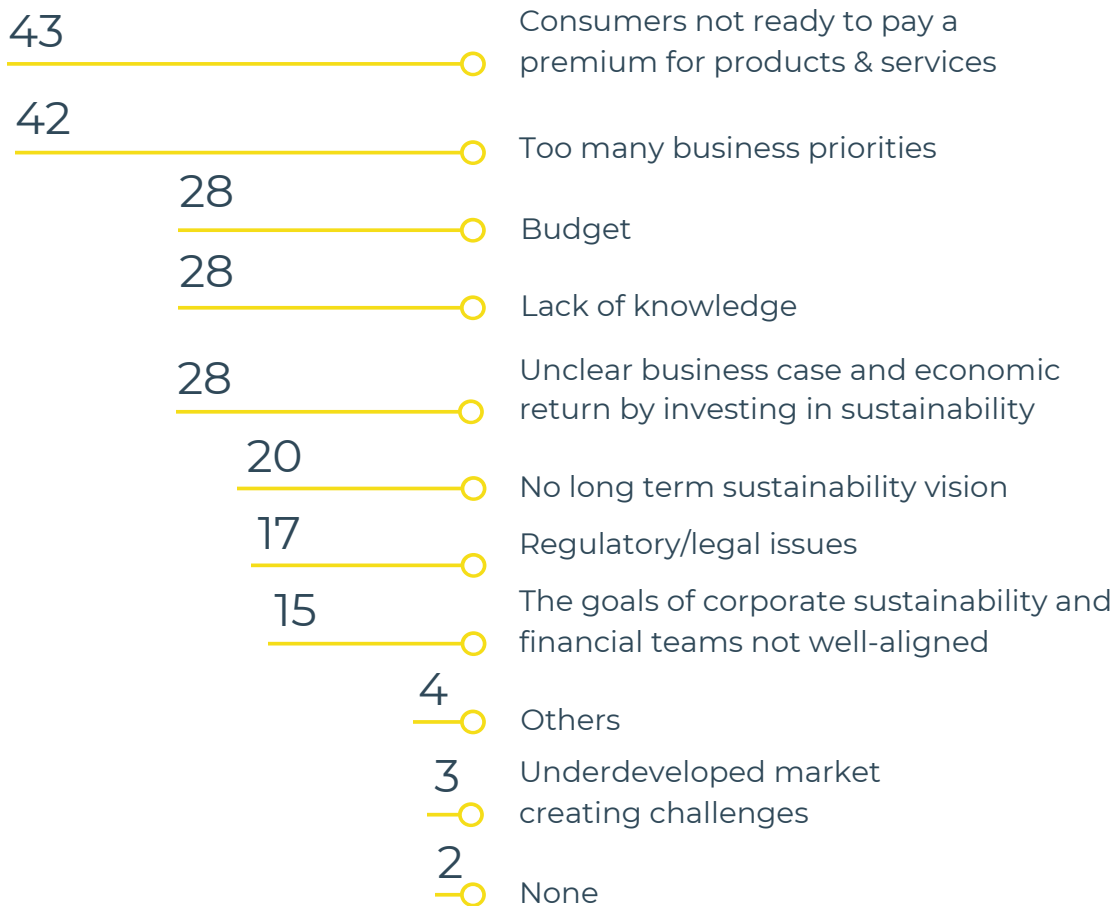 43
Consumers not ready to pay a
premium for products & services
42
Too many business priorities
28
Budget
28
Lack of knowledge
28
Unclear business case and economic
return by investing in sustainability
20
No long term sustainability vision
17
Regulatory/legal issues
15
The goals of corporate sustainability and
financial teams not well-aligned
4
Others
3
Underdeveloped market
creating challenges
2
None